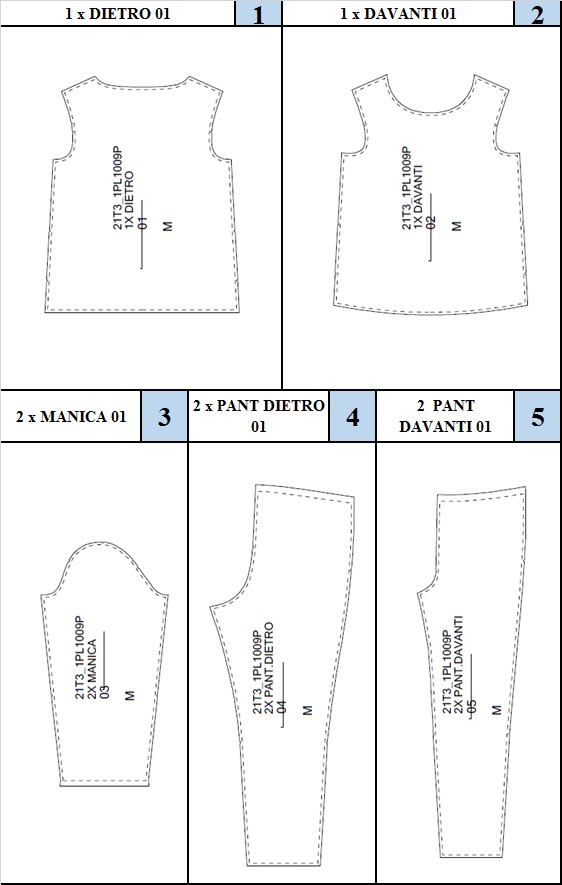 1 x DIETRO 01
1
1 x DAVANTI 01
2
21T3_1PL1009P
1X DIETRO
01
M
21T3_1PL1009P
1X DAVANTI
02
M
2 x MANICA 01
3
2 x PANT DIETRO
01
4
2 PANT
DAVANTI 01
5
21T3_1PL1009P
2X MANICA
03
M
21T3_1PL1009P
2X PANT.DIETRO
04
M
21T3_1PL1009P
2X PANT.DAVANTI
05
M